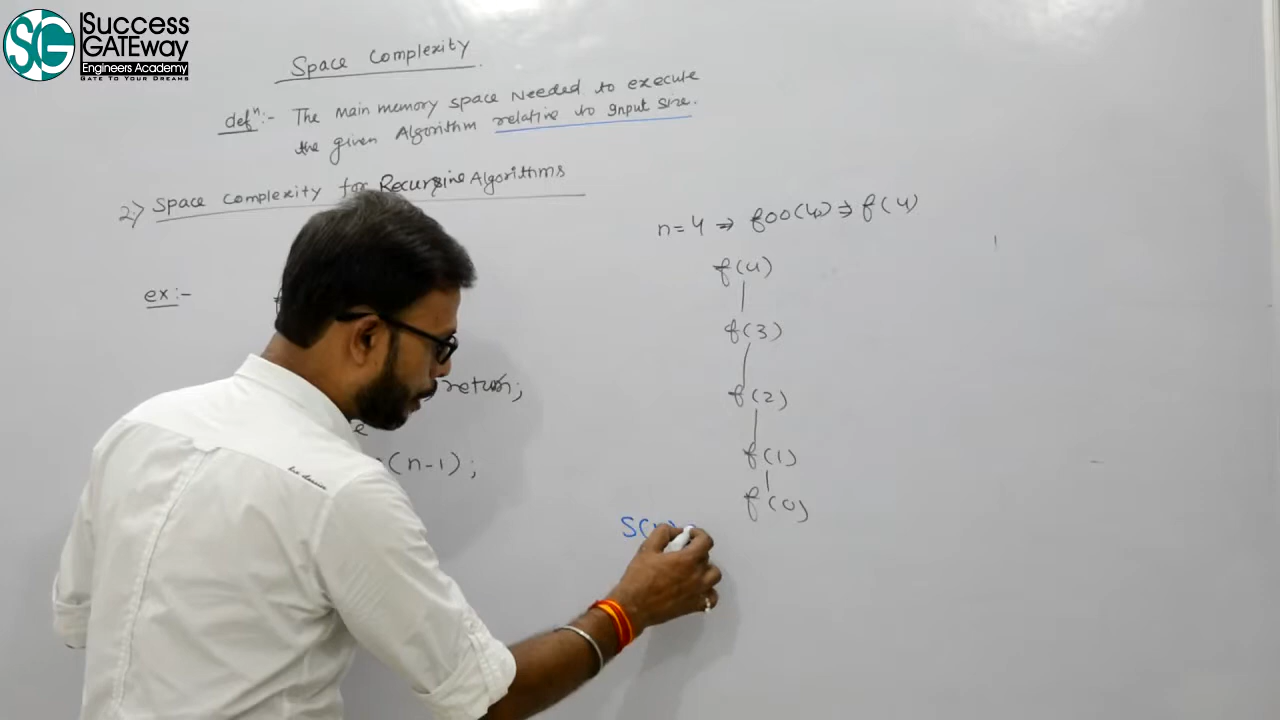 SG Success
GATEway
Engineers Academy
GATE TO YOUR DREAMS
Space Complexity
defⁿ:- The main memory space Needed to execute
the given Algorithm relative to Input size.
2:) Space Complexity for Recursive Algorithms
n=4 ⇒ foo(4) ⇒ f(4)
ex:-
f(4)
f(3)
return;
f(2)
e
(n-1);
f(1)
f(0)